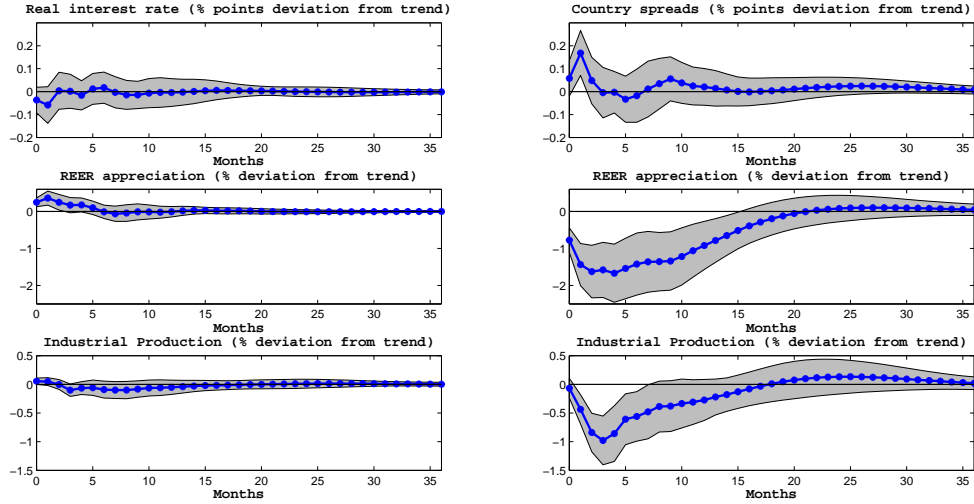 Real interest rate (% points deviation from trend)
0.2
0.1
0
−0.1
−0.2
0 5 10 15 20 25 30 35
Months
Country spreads (% points deviation from trend)
0.2
0.1
0
−0.1
−0.2
0 5 10 15 20 25 30 35
Months
REER appreciation (% deviation from trend)
0
−1
−2
0 5 10 15 20 25 30 35
Months
REER appreciation (% deviation from trend)
0
−1
−2
0 5 10 15 20 25 30 35
Months
Industrial Production (% deviation from trend)
0.5
0
−0.5
−1
−1.5
0 5 10 15 20 25 30 35
Months
Industrial Production (% deviation from trend)
0.5
0
−0.5
−1
−1.5
0 5 10 15 20 25 30 35
Months